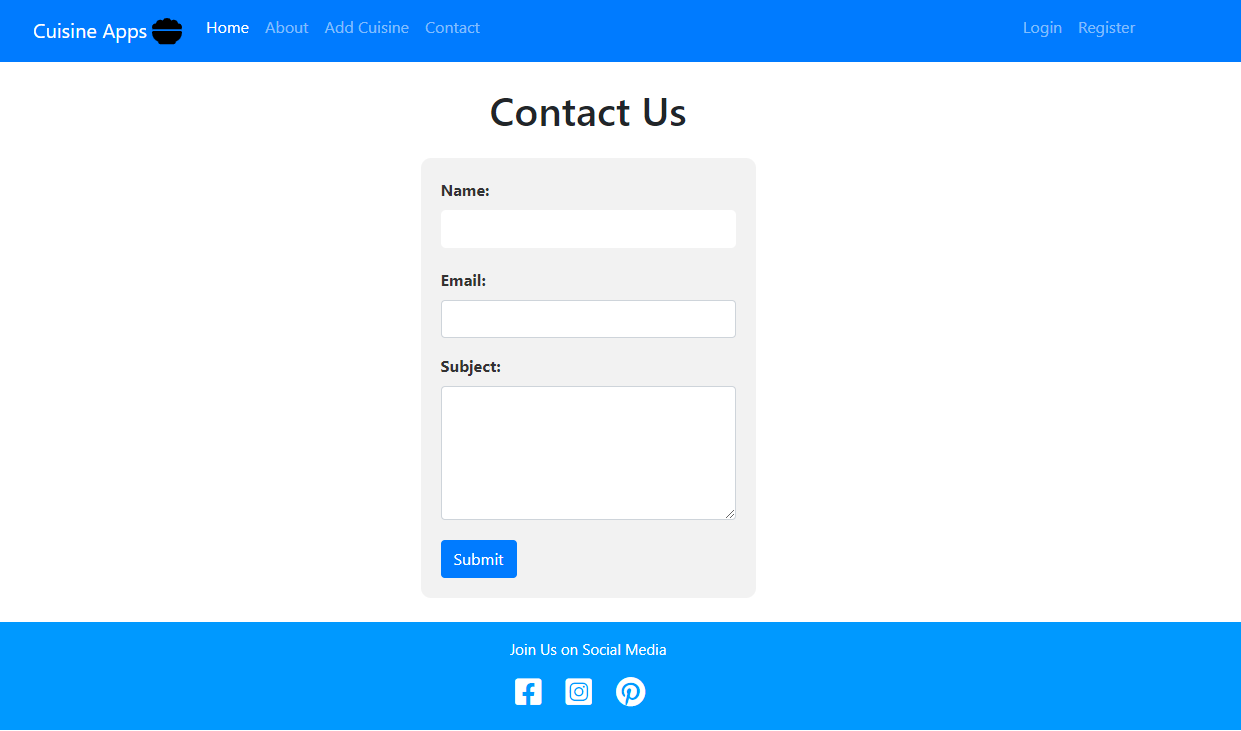 Cuisine Apps Home About Add Cuisine Contact Login Register
Contact Us
Name:
Email:
Subject:
Submit
Join Us on Social Media